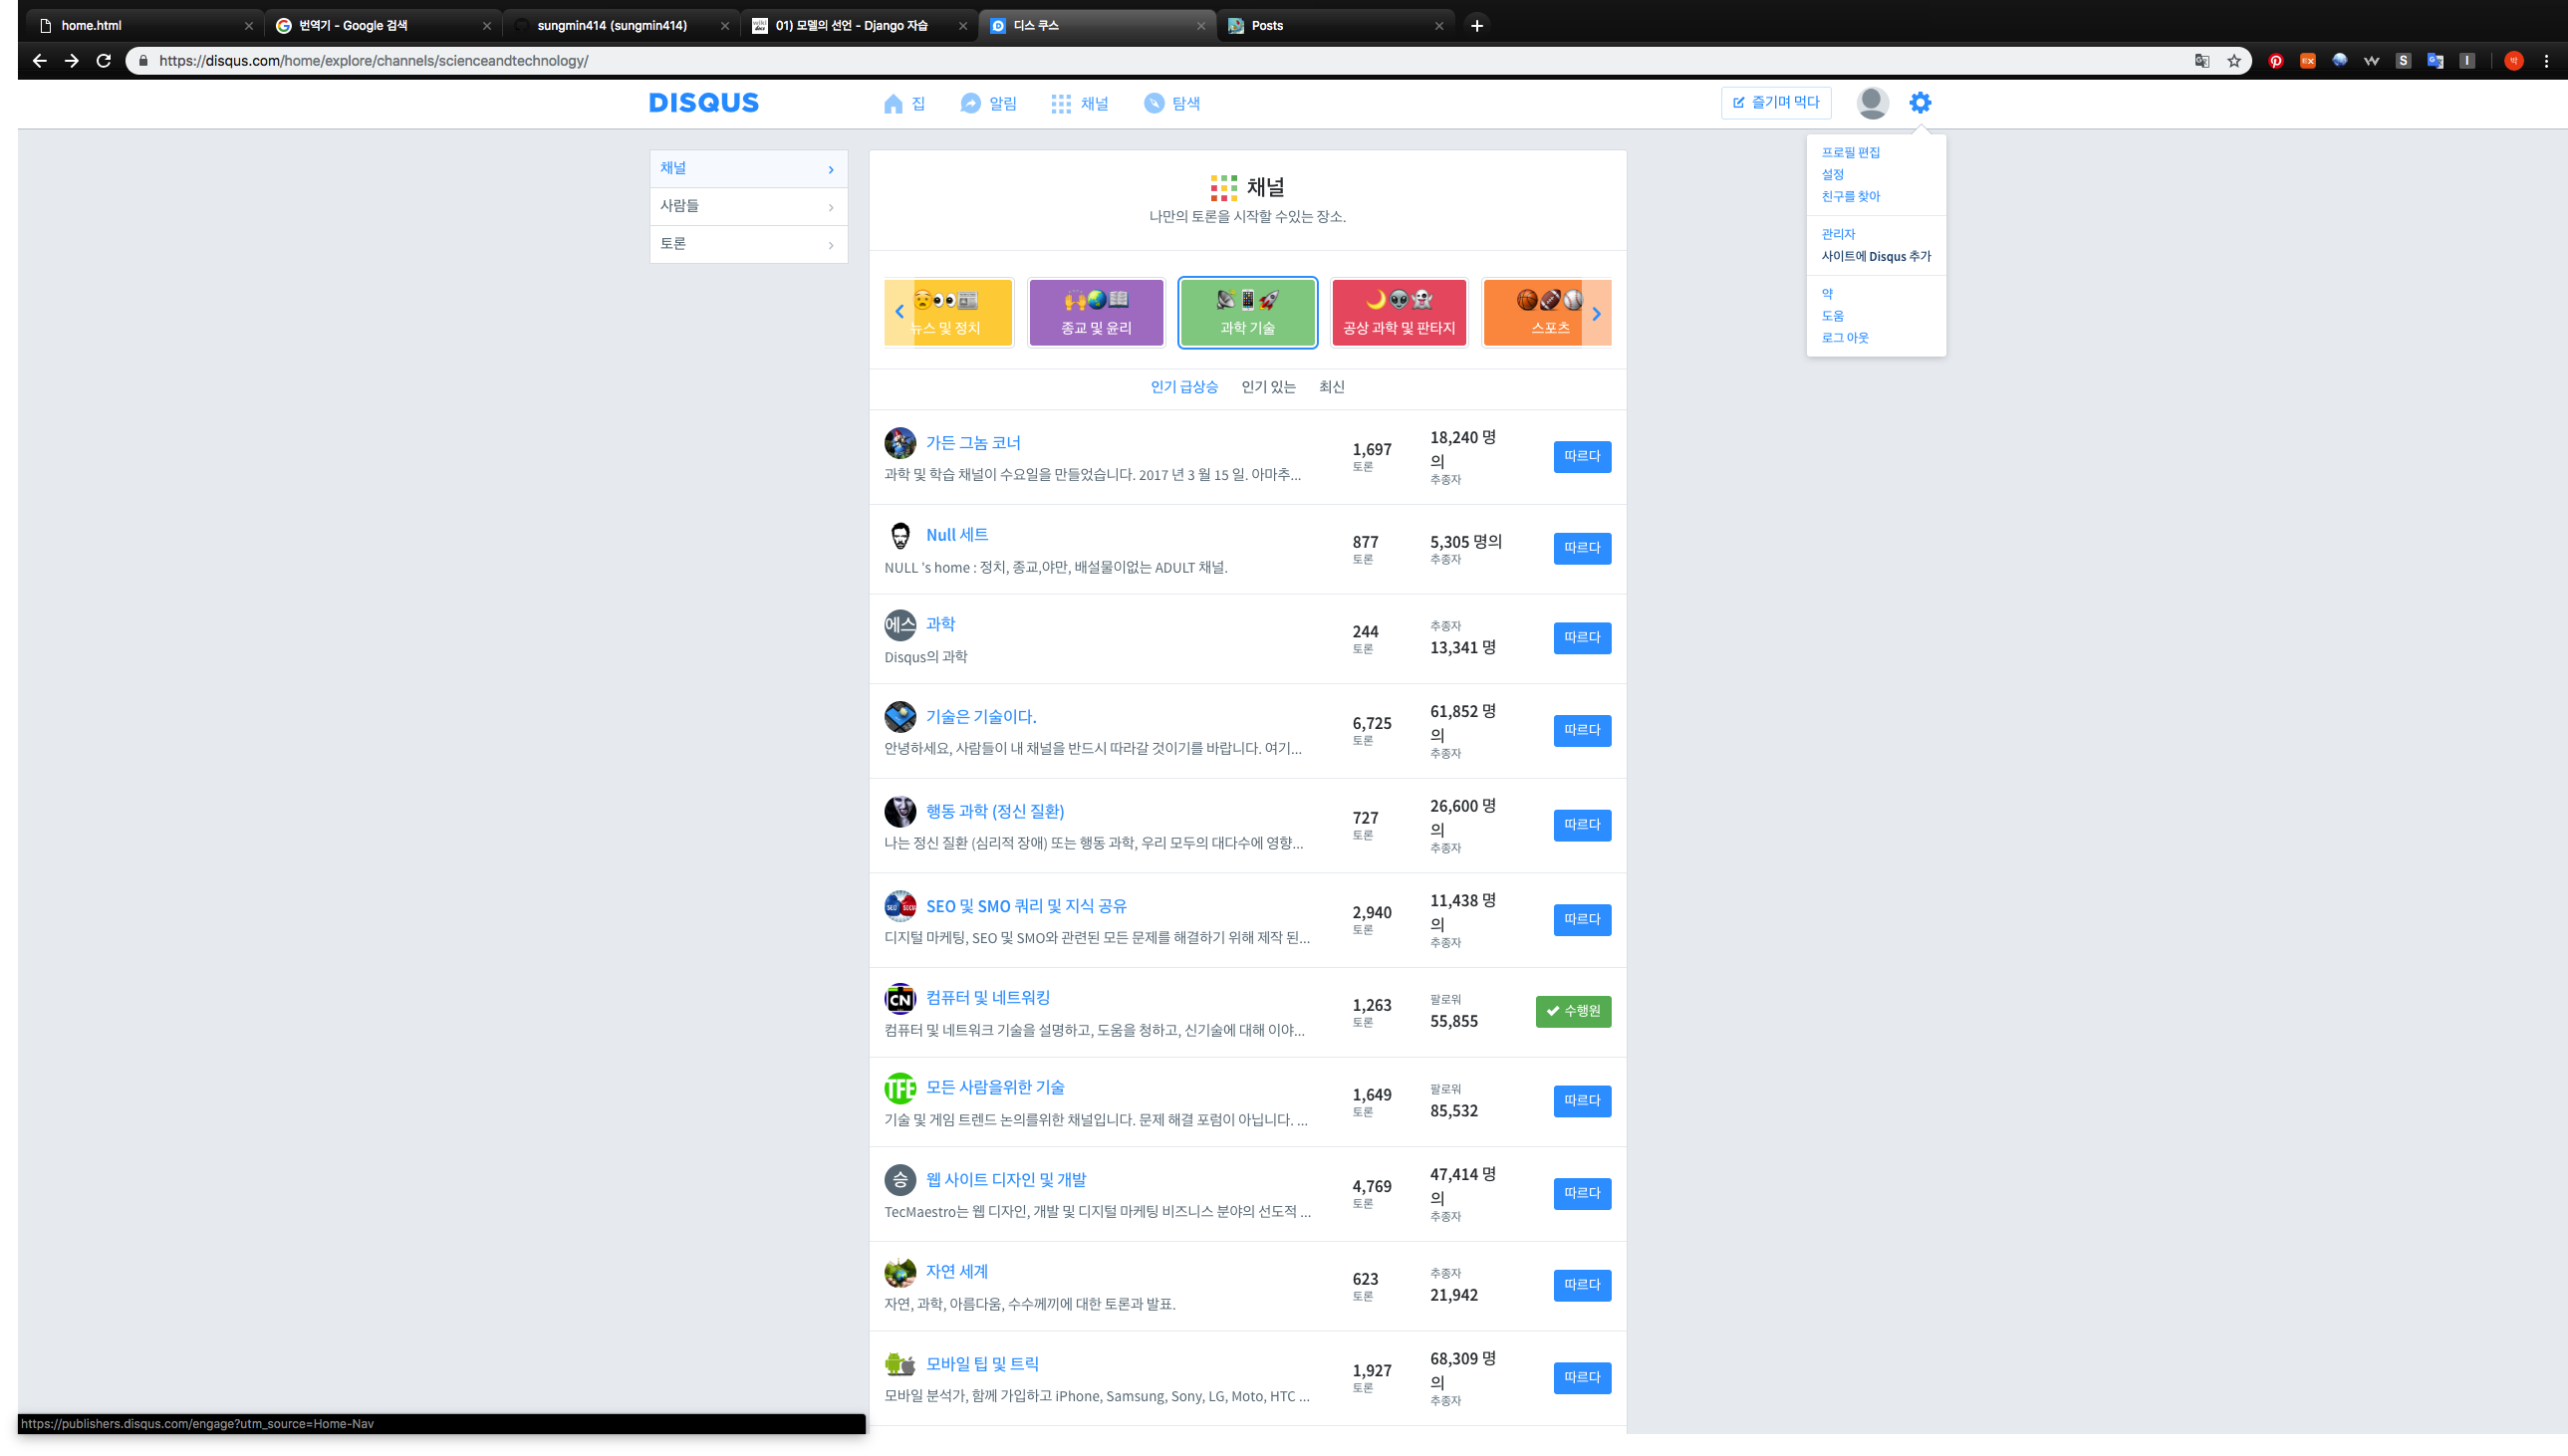 home.html
번역기 - Google 검색
sungmin414 (sungmin414)
01) 모델의 선언 - Django 자습
디스 쿠스
Posts
https://disqus.com/home/explore/channels/scienceandtechnology/
DISQUS
집
알림
채널
탐색
즐기며 먹다
프로필 편집
설정
친구를 찾아
관리자
사이트에 Disqus 추가
약
도움
로그 아웃
채널
사람들
토론
채널
나만의 토론을 시작할 수있는 장소.
뉴스 및 정치
종교 및 윤리
과학 기술
공상 과학 및 판타지
스포츠
인기 급상승
인기 있는
최신
가든 그놈 코너
과학 및 학습 채널이 수요일을 만들었습니다. 2017 년 3 월 15 일. 아마추...
1,697
토론
18,240 명
의
추종자
따르다
Null 세트
NULL 's home : 정치, 종교,야만, 배설물이없는 ADULT 채널.
877
토론
5,305 명의
추종자
따르다
에스
과학
Disqus의 과학
244
토론
추종자
13,341 명
따르다
기술은 기술이다.
안녕하세요, 사람들이 내 채널을 반드시 따라갈 것이기를 바랍니다. 여기...
6,725
토론
61,852 명
의
추종자
따르다
행동 과학 (정신 질환)
나는 정신 질환 (심리적 장애) 또는 행동 과학, 우리 모두의 대다수에 영향...
727
토론
26,600 명
의
추종자
따르다
SEO 및 SMO 쿼리 및 지식 공유
디지털 마케팅, SEO 및 SMO와 관련된 모든 문제를 해결하기 위해 제작 된...
2,940
토론
11,438 명
의
추종자
따르다
CN
컴퓨터 및 네트워킹
컴퓨터 및 네트워크 기술을 설명하고, 도움을 청하고, 신기술에 대해 이야...
1,263
토론
팔로워
55,855
수행원
TFE
모든 사람을위한 기술
기술 및 게임 트렌드 논의를위한 채널입니다. 문제 해결 포럼이 아닙니다. ...
1,649
토론
팔로워
85,532
따르다
승
웹 사이트 디자인 및 개발
TecMaestro는 웹 디자인, 개발 및 디지털 마케팅 비즈니스 분야의 선도적 ...
4,769
토론
47,414 명
의
추종자
따르다
자연 세계
자연, 과학, 아름다움, 수수께끼에 대한 토론과 발표.
623
토론
추종자
21,942
따르다
모바일 팁 및 트릭
모바일 분석가, 함께 가입하고 iPhone, Samsung, Sony, LG, Moto, HTC ...
1,927
토론
68,309 명
의
추종자
따르다
https://publishers.disqus.com/engage?utm_source=Home-Nav